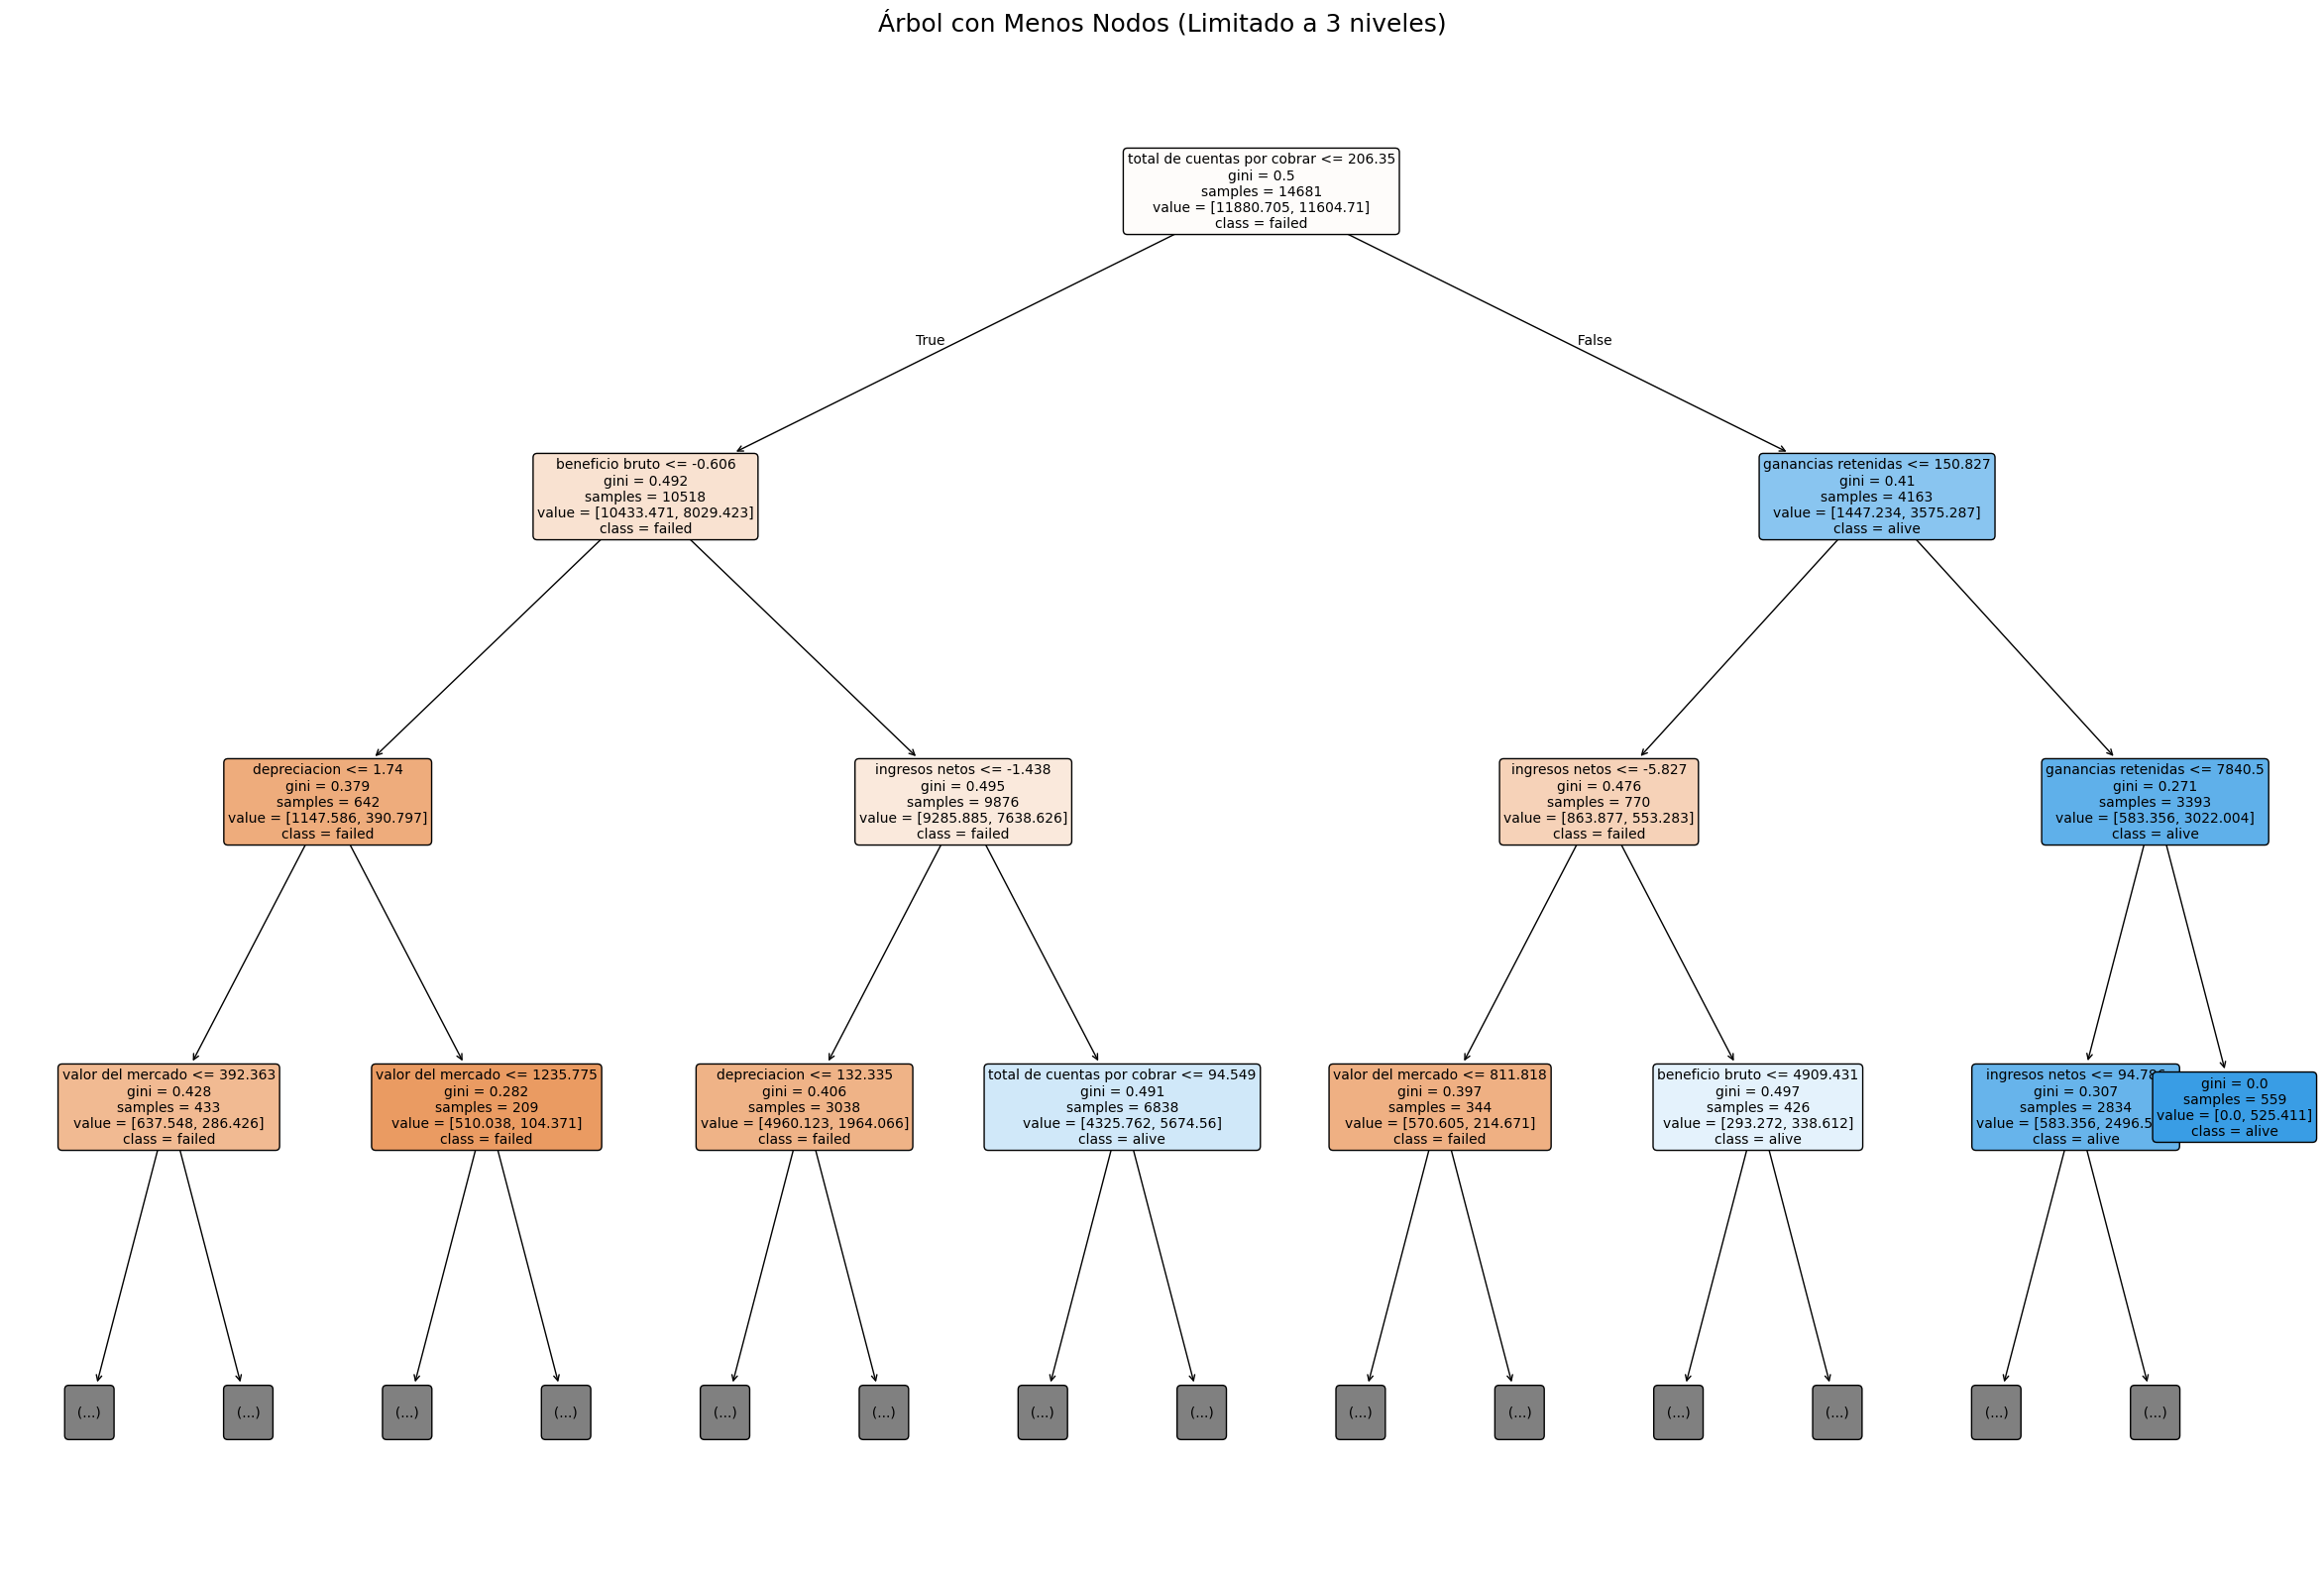 Árbol con Menos Nodos (Limitado a 3 niveles)
total de cuentas por cobrar <= 206.35
gini = 0.5
samples = 14681
value = [11880.705, 11604.71]
class = failed
True
False
beneficio bruto <= -0.606
gini = 0.492
samples = 10518
value = [10433.471, 8029.423]
class = failed
ganancias retenidas <= 150.827
gini = 0.41
samples = 4163
value = [1447.234, 3575.287]
class = alive
depreciacion <= 1.74
gini = 0.379
samples = 642
value = [1147.586, 390.797]
class = failed
ingresos netos <= -1.438
gini = 0.495
samples = 9876
value = [9285.885, 7638.626]
class = failed
ingresos netos <= -5.827
gini = 0.476
samples = 770
value = [863.877, 553.283]
class = failed
ganancias retenidas <= 7840.5
gini = 0.271
samples = 3393
value = [583.356, 3022.004]
class = alive
valor del mercado <= 392.363
gini = 0.428
samples = 433
value = [637.548, 286.426]
class = failed
valor del mercado <= 1235.775
gini = 0.282
samples = 209
value = [510.038, 104.371]
class = failed
depreciacion <= 132.335
gini = 0.406
samples = 3038
value = [4960.123, 1964.066]
class = failed
total de cuentas por cobrar <= 94.549
gini = 0.491
samples = 6838
value = [4325.762, 5674.56]
class = alive
valor del mercado <= 811.818
gini = 0.397
samples = 344
value = [570.605, 214.671]
class = failed
beneficio bruto <= 4909.431
gini = 0.497
samples = 426
value = [293.272, 338.612]
class = alive
ingresos netos <=
gini = 0.307
samples = 2834
value = [583.356,
class = alive
gini = 0.0
samples = 559
value = [0.0, 525.411]
class = alive
(...)
(...)
(...)
(...)
(...)
(...)
(...)
(...)
(...)
(...)
(...)
(...)
(...)
(...)